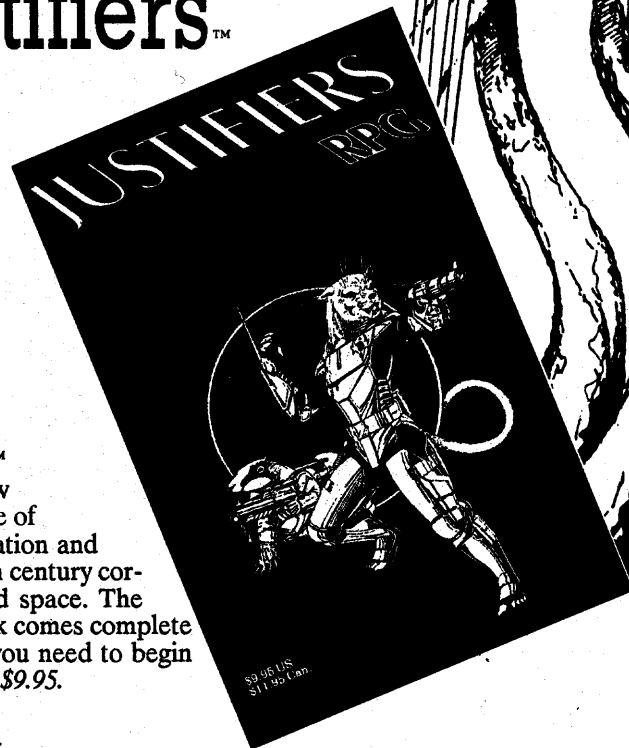 tifiers™
JUSTIFIERS
RPG
e of
ation and
century cor-
d space. The
k comes complete
you need to begin
$9.95.
$9.95 US
$11.95 Can.